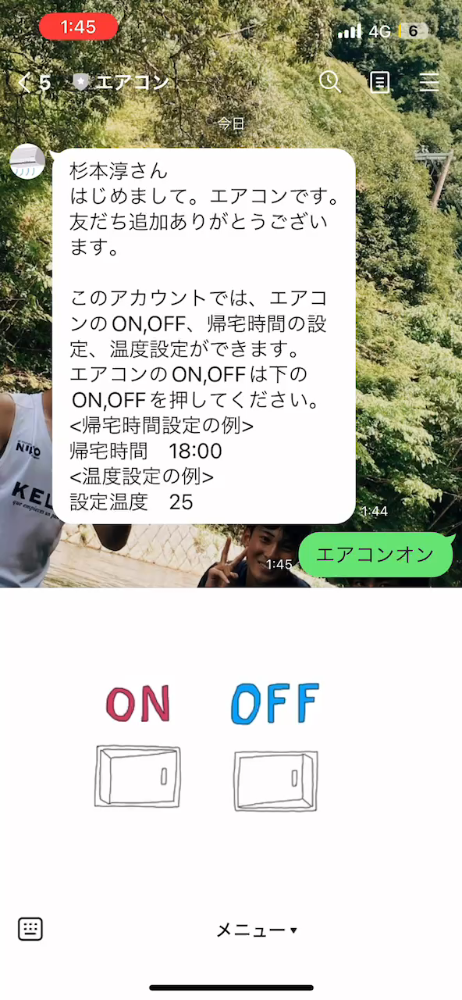 1:45
4G
6
5
エアコン
今日
杉本淳さん
はじめまして。エアコンです。
友だち追加ありがとうござい
ます。
このアカウントでは、エアコ
ンのON,OFF、帰宅時間の設
定、温度設定ができます。
エアコンのON,OFFは下の
ON,OFFを押してください。
<帰宅時間設定の例>
帰宅時間　18:00
<温度設定の例>
設定温度　25
1:44
KEL
1:45
エアコンオン
ON
OFF
メニュー▼